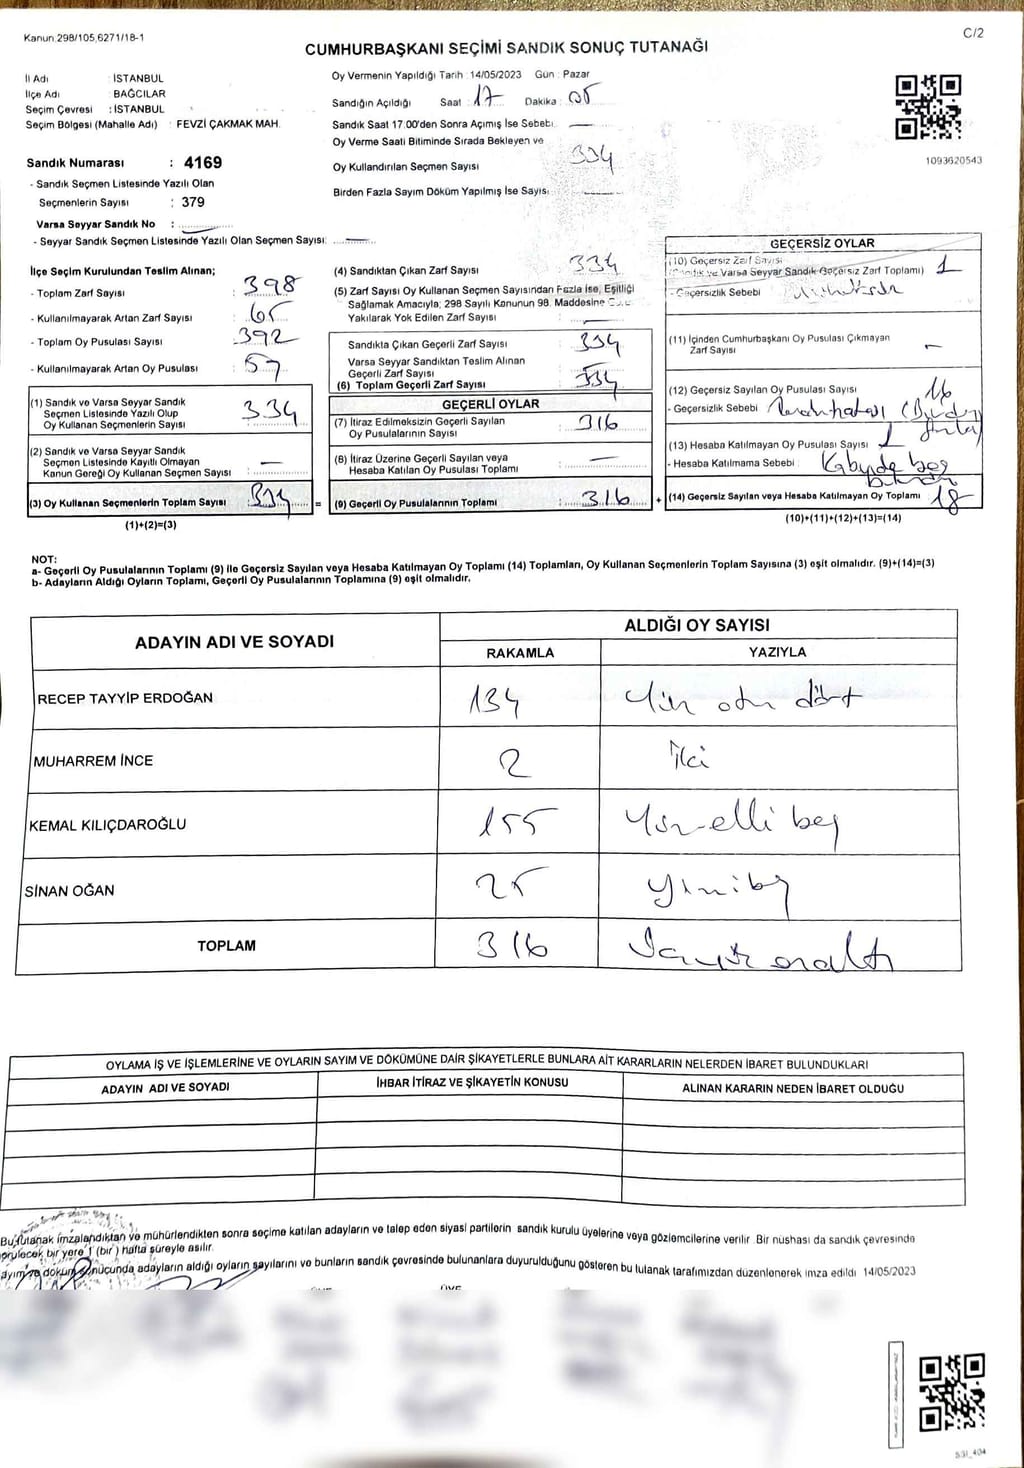 Kanun 298/105,6271/18-1
C/2
CUMHURBAŞKANI SEÇİMİ SANDIK SONUÇ TUTANAĞI
İl Adı : İSTANBUL
İlçe Adı : BAĞCILAR
Seçim Çevresi : İSTANBUL
Seçim Bölgesi (Mahalle Adı) : FEVZİ ÇAKMAK MAH.
Sandık Numarası : 4169
- Sandık Seçmen Listesinde Yazılı Olan
Seçmenlerin Sayısı : 379
Varsa Seyyar Sandık No :
- Seyyar Sandık Seçmen Listesinde Yazılı Olan Seçmen Sayısı:
Oy Vermenin Yapıldığı Tarih : 14/05/2023 Gün : Pazar
Sandığın Açıldığı Saat : 17 Dakika : 05
Sandık Saat 17:00'den Sonra Açımış İse Sebebi
Oy Verme Saati Bitiminde Sırada Bekleyen ve
Oy Kullandırılan Seçmen Sayısı 334
Birden Fazla Sayım Döküm Yapılmış İse Sayısı
1093620543
İlçe Seçim Kurulundan Teslim Alınan;
- Toplam Zarf Sayısı : 398
- Kullanılmayarak Artan Zarf Sayısı : 65
- Toplam Oy Pusulası Sayısı : 392
- Kullanılmayarak Artan Oy Pusulası : 57
(1) Sandık ve Varsa Seyyar Sandık
Seçmen Listesinde Yazılı Olup
Oy Kullanan Seçmenlerin Sayısı : 334
(2) Sandık ve Varsa Seyyar Sandık
Seçmen Listesinde Kayıtlı Olmayan
Kanun Gereği Oy Kullanan Seçmen Sayısı :
(3) Oy Kullanan Seçmenlerin Toplam Sayısı : 334 =
(1)+(2)=(3)
(4) Sandıktan Çıkan Zarf Sayısı : 334
(5) Zarf Sayısı Oy Kullanan Seçmen Sayısından Fazla İse, Eşitliği
Sağlamak Amacıyla; 298 Sayılı Kanunun 98. Maddesine
Yakılarak Yok Edilen Zarf Sayısı :
Sandıkta Çıkan Geçerli Zarf Sayısı : 334
Varsa Seyyar Sandıktan Teslim Alınan
Geçerli Zarf Sayısı :
(6) Toplam Geçerli Zarf Sayısı : 334
GEÇERLİ OYLAR
(7) İtiraz Edilmeksizin Geçerli Sayılan
Oy Pusulalarının Sayısı : 316
(8) İtiraz Üzerine Geçerli Sayılan veya
Hesaba Katılan Oy Pusulası Toplamı :
(9) Geçerli Oy Pusulalarının Toplamı : 316 +
GEÇERSİZ OYLAR
(10) Geçersiz Zarf Sayısı
(Sandık ve Varsa Seyyar Sandık Geçersiz Zarf Toplamı) 1
- Geçersizlik Sebebi
(11) İçinden Cumhurbaşkanı Oy Pusulası Çıkmayan
Zarf Sayısı
(12) Geçersiz Sayılan Oy Pusulası Sayısı 16
- Geçersizlik Sebebi
(13) Hesaba Katılmayan Oy Pusulası Sayısı 1
- Hesaba Katılmama Sebebi
(14) Geçersiz Sayılan veya Hesaba Katılmayan Oy Toplamı 18
(10)+(11)+(12)+(13)=(14)
NOT:
a- Geçerli Oy Pusulalarının Toplamı (9) ile Geçersiz Sayılan veya Hesaba Katılmayan Oy Toplamı (14) Toplamları, Oy Kullanan Seçmenlerin Toplam Sayısına (3) eşit olmalıdır. (9)+(14)=(3)
b- Adayların Aldığı Oyların Toplamı, Geçerli Oy Pusulalarının Toplamına (9) eşit olmalıdır.
ADAYIN ADI VE SOYADI
ALDIĞI OY SAYISI
RAKAMLA
YAZIYLA
RECEP TAYYİP ERDOĞAN 134 Yüz otuz dört
MUHARREM İNCE 2 İki
KEMAL KILIÇDAROĞLU 155 Yüz elli beş
SİNAN OĞAN 25 yirmibeş
TOPLAM 316 onaltı
OYLAMA İŞ VE İŞLEMLERİNE VE OYLARIN SAYIM VE DÖKÜMÜNE DAİR ŞİKAYETLERLE BUNLARA AİT KARARLARIN NELERDEN İBARET BULUNDUKLARI
ADAYIN ADI VE SOYADI
İHBAR İTİRAZ VE ŞİKAYETİN KONUSU
ALINAN KARARIN NEDEN İBARET OLDUĞU
Bu tutanak imzalandıktan ve mühürlendikten sonra seçime katılan adayların ve talep eden siyasi partilerin sandık kurulu üyelerine veya gözlemcilerine verilir. Bir nüshası da sandık çevresinde
bir yere 1 (bir) hafta süreyle asılır.
adayların aldığı oyların sayılarını ve bunların sandık çevresinde bulunanlara duyurulduğunu gösteren bu tutanak tarafımızdan düzenlenerek imza edildi 14/05/2023